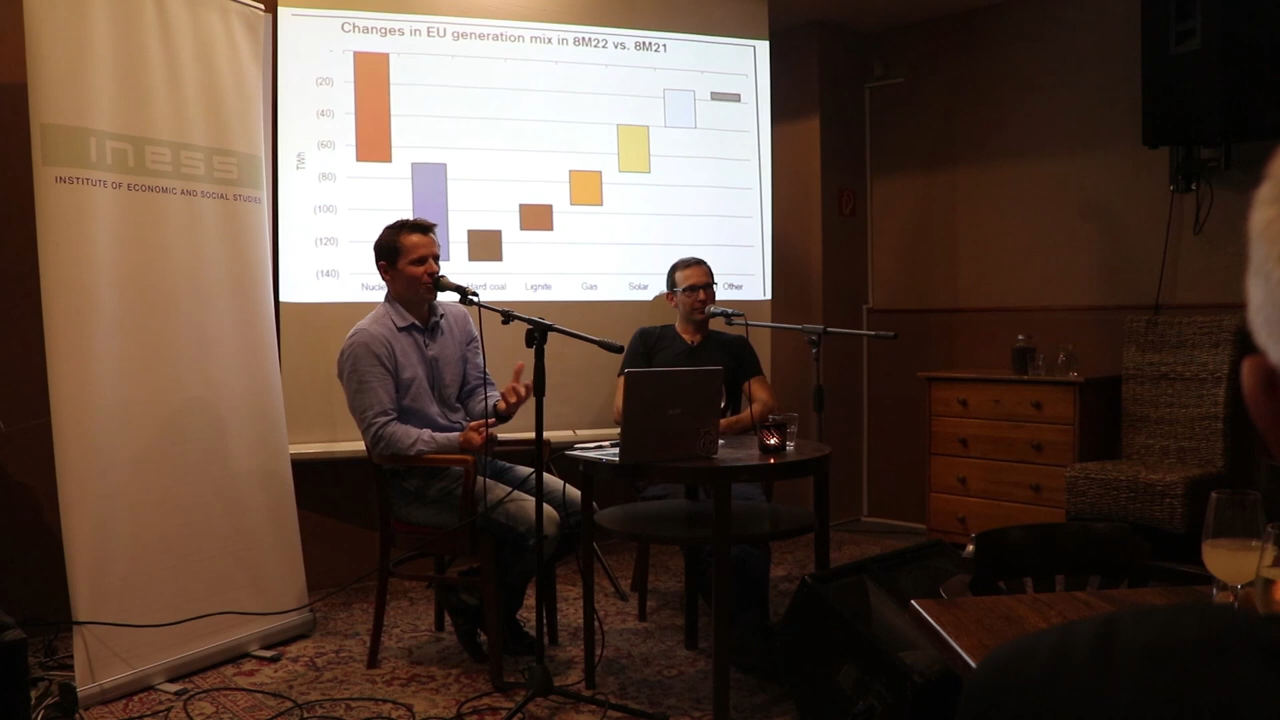 iness
INSTITUTE OF ECONOMIC AND SOCIAL STUDIES
Changes in EU generation mix in 8M22 vs. 8M21
TWh
-
(20)
(40)
(60)
(80)
(100)
(120)
(140)
Hard coal
Lignite
Gas
Solar
Other